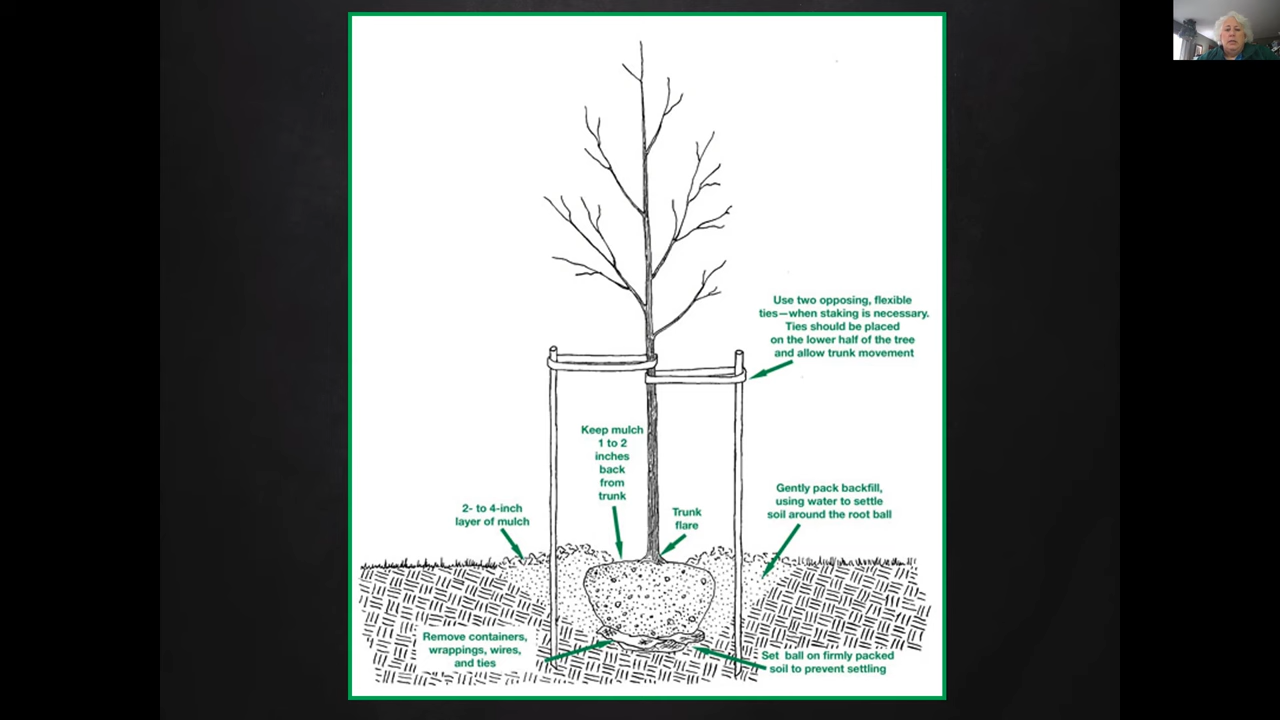 Use two opposing, flexible
ties—when staking is necessary.
Ties should be placed
on the lower half of the tree
and allow trunk movement
Keep mulch
1 to 2
inches
back
from
trunk
Gently pack backfill,
using water to settle
soil around the root ball
2- to 4-inch
layer of mulch
Trunk
flare
Remove containers,
wrappings, wires,
and ties
Set ball on firmly packed
soil to prevent settling